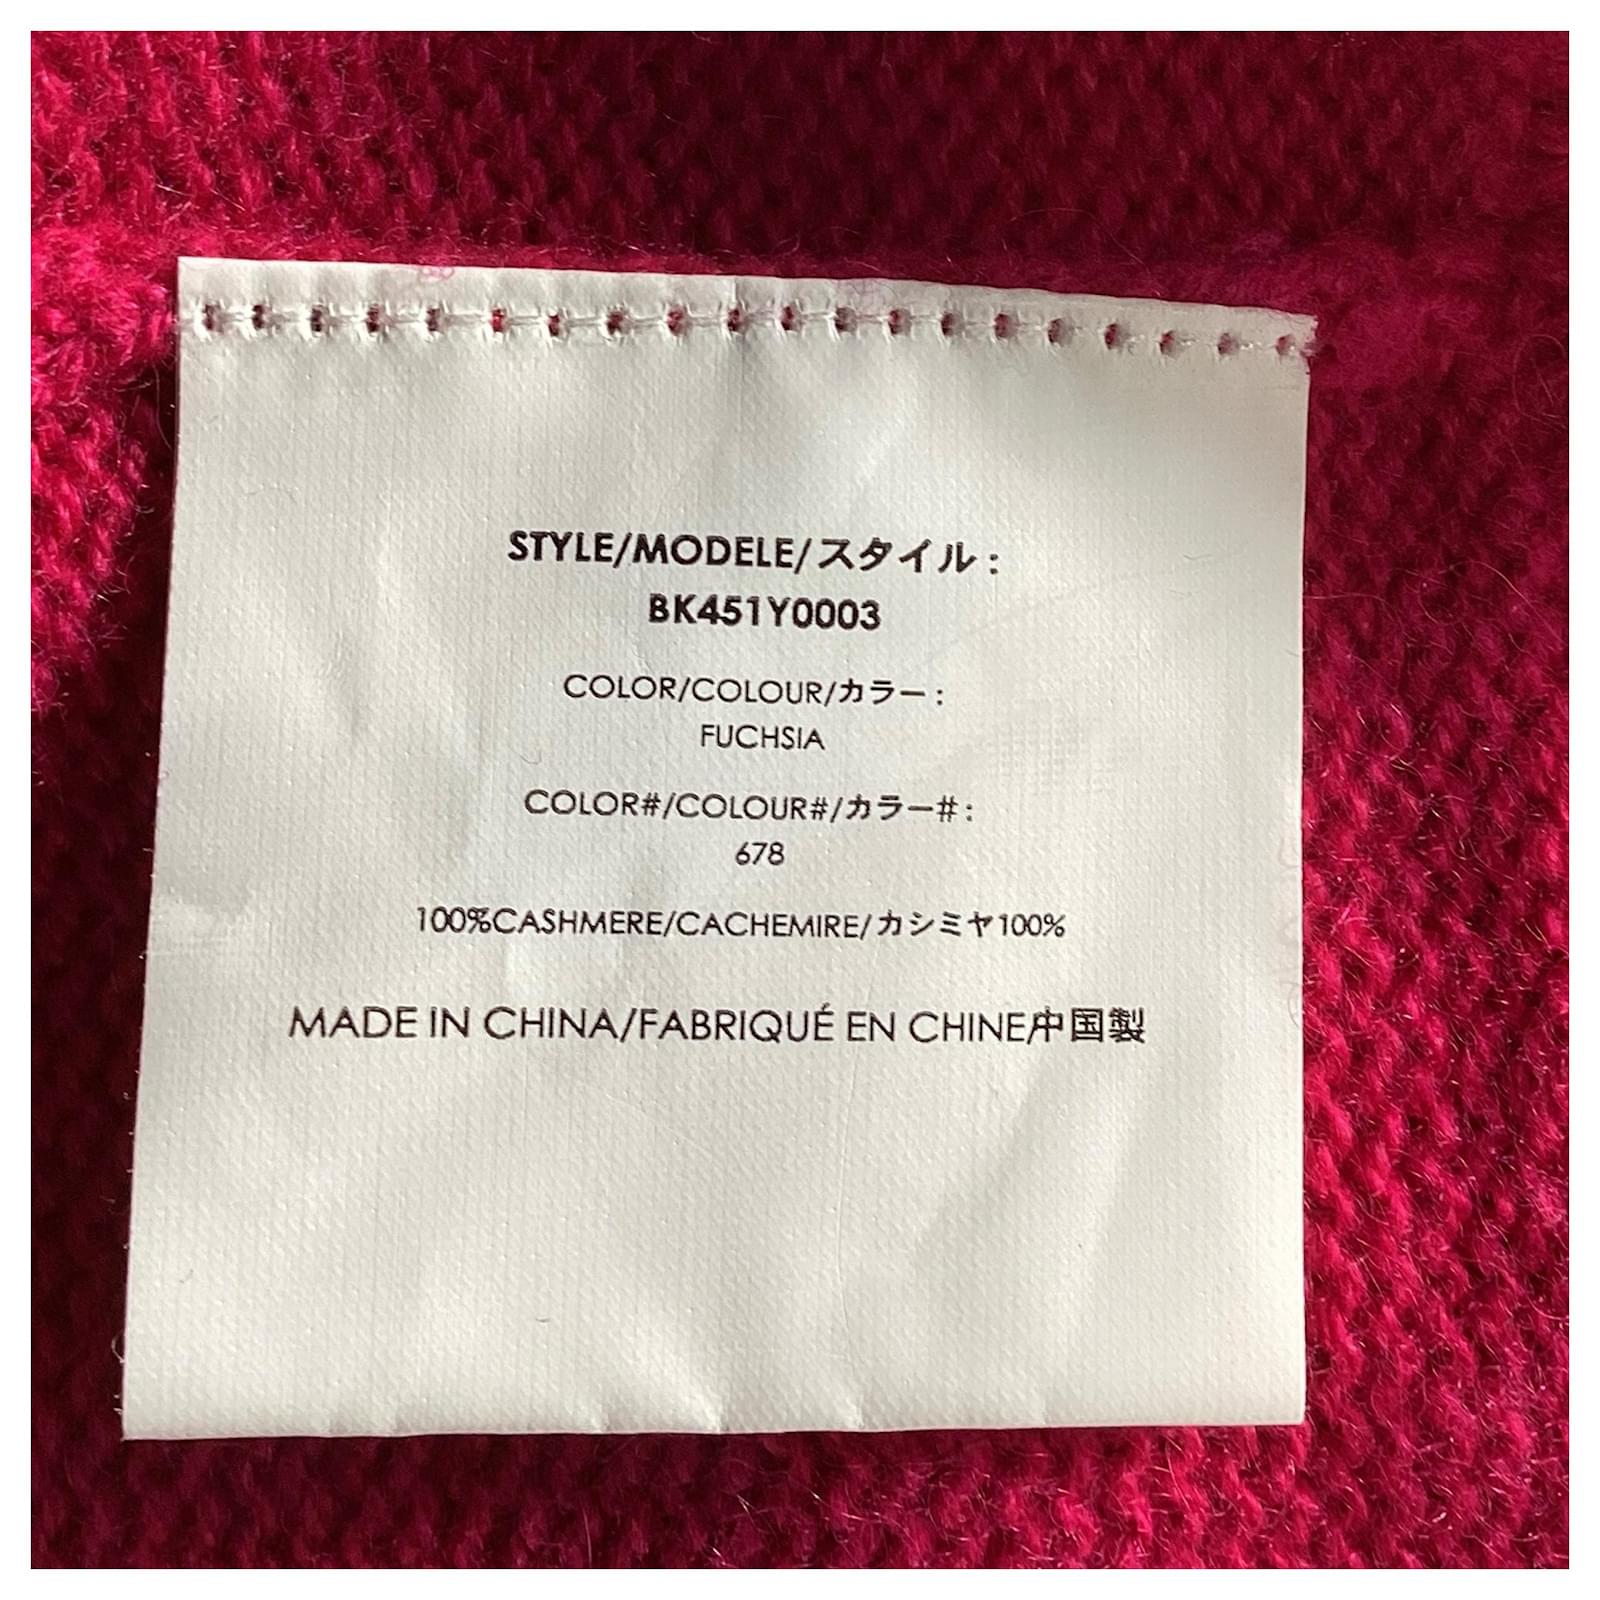 STYLE/MODELE/スタイル:
BK451Y0003
COLOR/COLOUR/カラー:
FUCHSIA
COLOR#/COLOUR#/カラー#:
678
100%CASHMERE/CACHEMIRE/カシミヤ100%
MADE IN CHINA/FABRIQUÉ EN CHINE/中国製